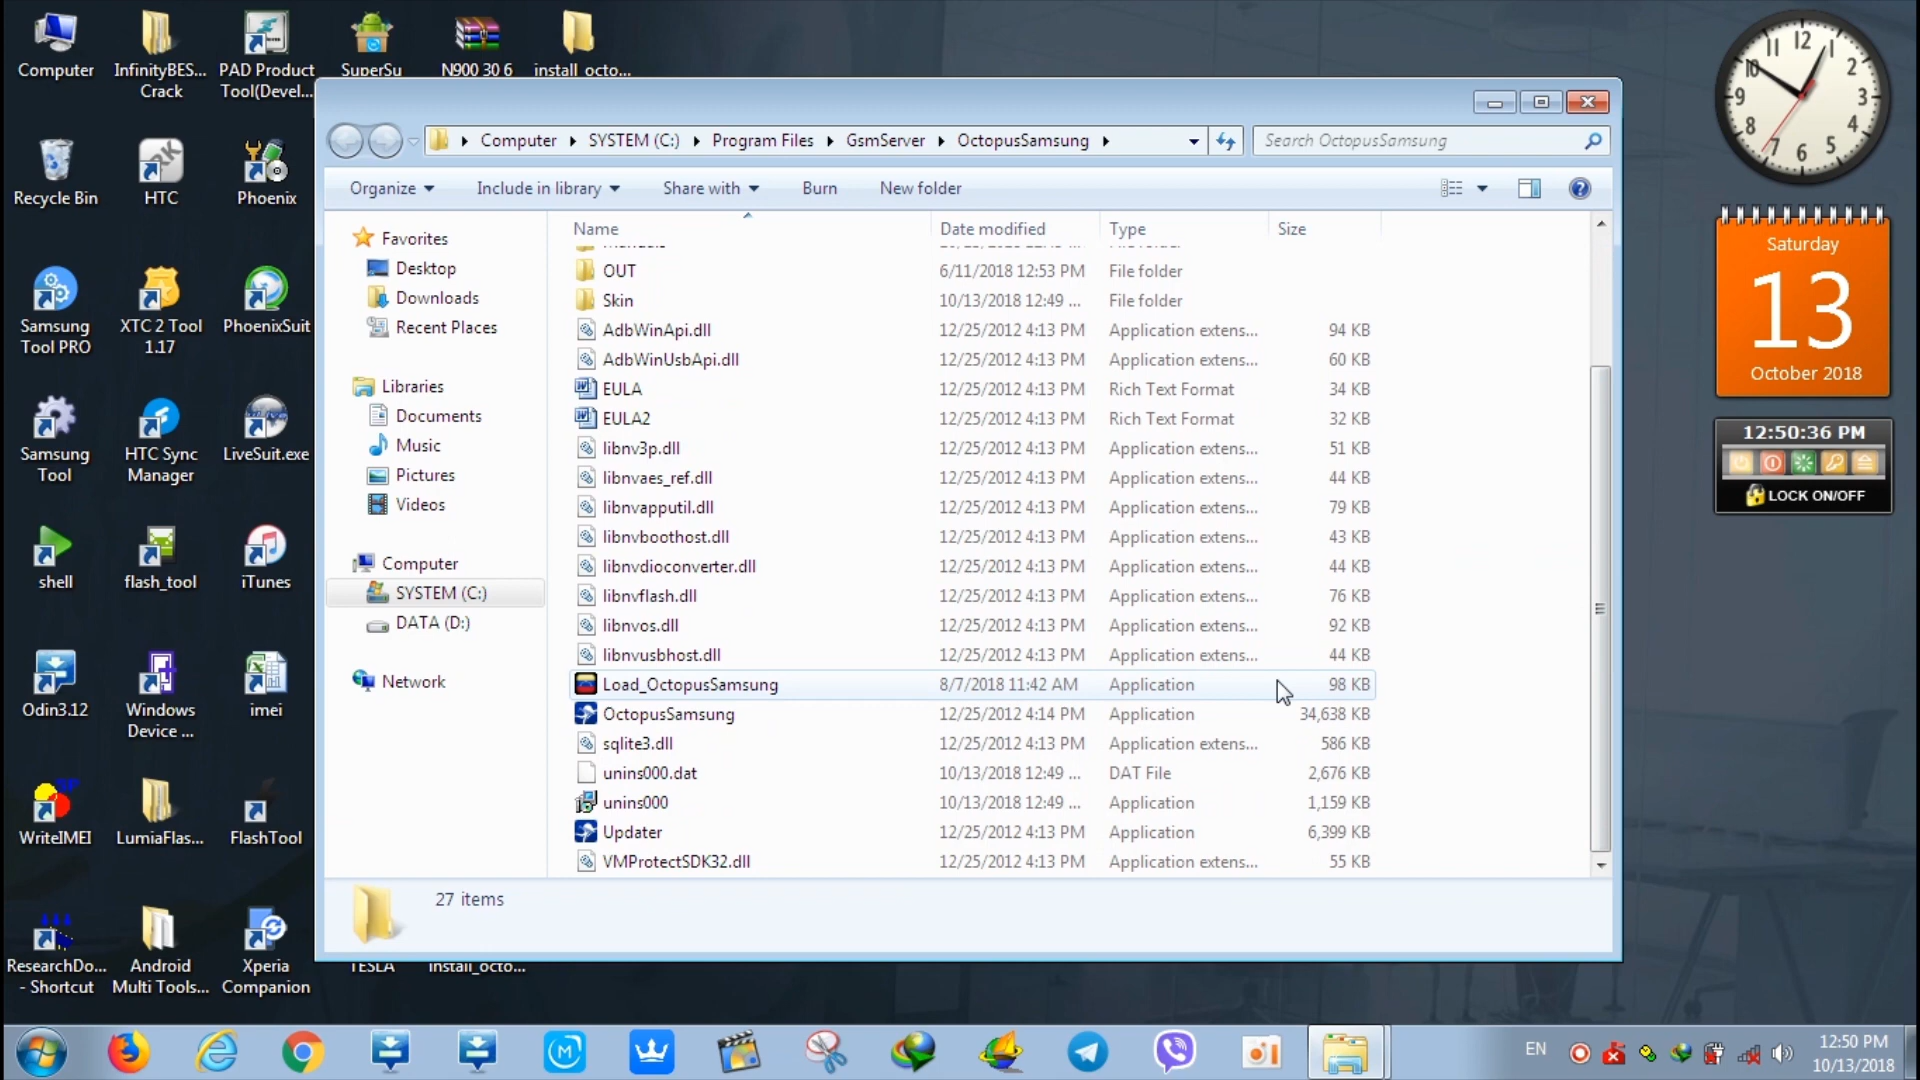 Computer
InfinityBES...
Crack
PAD Product
Tool(Devel...
SuperSu
N900 30 6
install_octo...
Recycle Bin
HTC
Phoenix
Samsung
Tool PRO
XTC 2 Tool
1.17
PhoenixSuit
Samsung
Tool
HTC Sync
Manager
LiveSuit.exe
shell
flash_tool
iTunes
Odin3.12
Windows
Device ...
imei
WriteIMEI
LumiaFlas...
FlashTool
ResearchDo...
- Shortcut
Android
Multi Tools...
Xperia
Companion
TESLA
install_octo...
Computer SYSTEM (C:) Program Files GsmServer OctopusSamsung
Search OctopusSamsung
Organize Include in library Share with Burn New folder
Favorites
Desktop
Downloads
Recent Places
Libraries
Documents
Music
Pictures
Videos
Computer
SYSTEM (C:)
DATA (D:)
Network
Name Date modified Type Size
OUT 6/11/2018 12:53 PM File folder
Skin 10/13/2018 12:49 ... File folder
AdbWinApi.dll 12/25/2012 4:13 PM Application extens... 94 KB
AdbWinUsbApi.dll 12/25/2012 4:13 PM Application extens... 60 KB
EULA 12/25/2012 4:13 PM Rich Text Format 34 KB
EULA2 12/25/2012 4:13 PM Rich Text Format 32 KB
libnv3p.dll 12/25/2012 4:13 PM Application extens... 51 KB
libnvaes_ref.dll 12/25/2012 4:13 PM Application extens... 44 KB
libnvapputil.dll 12/25/2012 4:13 PM Application extens... 79 KB
libnvboothost.dll 12/25/2012 4:13 PM Application extens... 43 KB
libnvdioconverter.dll 12/25/2012 4:13 PM Application extens... 44 KB
libnvflash.dll 12/25/2012 4:13 PM Application extens... 76 KB
libnvos.dll 12/25/2012 4:13 PM Application extens... 92 KB
libnvusbhost.dll 12/25/2012 4:13 PM Application extens... 44 KB
Load_OctopusSamsung 8/7/2018 11:42 AM Application 98 KB
OctopusSamsung 12/25/2012 4:14 PM Application 34,638 KB
sqlite3.dll 12/25/2012 4:13 PM Application extens... 586 KB
unins000.dat 10/13/2018 12:49 ... DAT File 2,676 KB
unins000 10/13/2018 12:49 ... Application 1,159 KB
Updater 12/25/2012 4:13 PM Application 6,399 KB
VMProtectSDK32.dll 12/25/2012 4:13 PM Application extens... 55 KB
27 items
12 1 2 3 4 5 6 7 8 9 10 11
Saturday
13
October 2018
12:50:36 PM
LOCK ON/OFF
EN
12:50 PM
10/13/2018